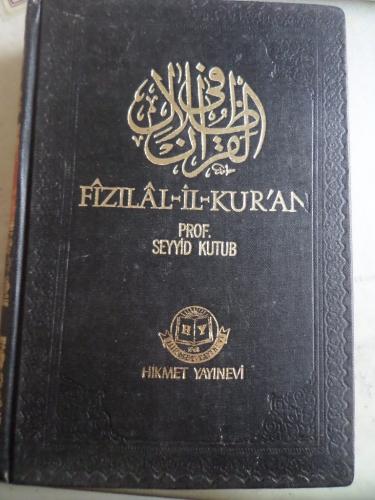 في ظلال القرآن
FÎZILÂL-İL-KUR'AN
PROF.
SEYYİD KUTUB
H Y
HİKMET YAYINEVİ